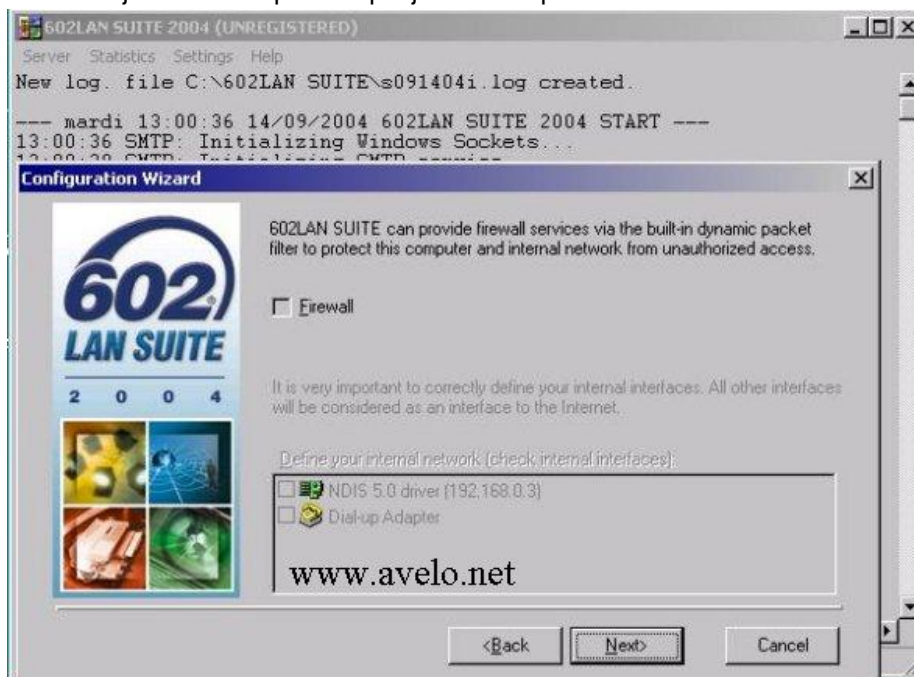 602LAN SUITE 2004 (UNREGISTERED)
Server Statistics Settings Help
New log. file C:\602LAN SUITE\s091404i.log created.
--- mardi 13:00:36 14/09/2004 602LAN SUITE 2004 START ---
13:00:36 SMTP: Initializing Windows Sockets...
Configuration Wizard
602LAN SUITE can provide firewall services via the built-in dynamic packet
filter to protect this computer and internal network from unauthorized access.
602
LAN SUITE
2 0 0 4
Firewall
It is very important to correctly define your internal interfaces. All other interfaces
will be considered as an interface to the Internet.
Define your internal network (check internal interfaces):
NDIS 5.0 driver (192.168.0.3)
Dial-up Adapter
www.avelo.net
<Back Next> Cancel